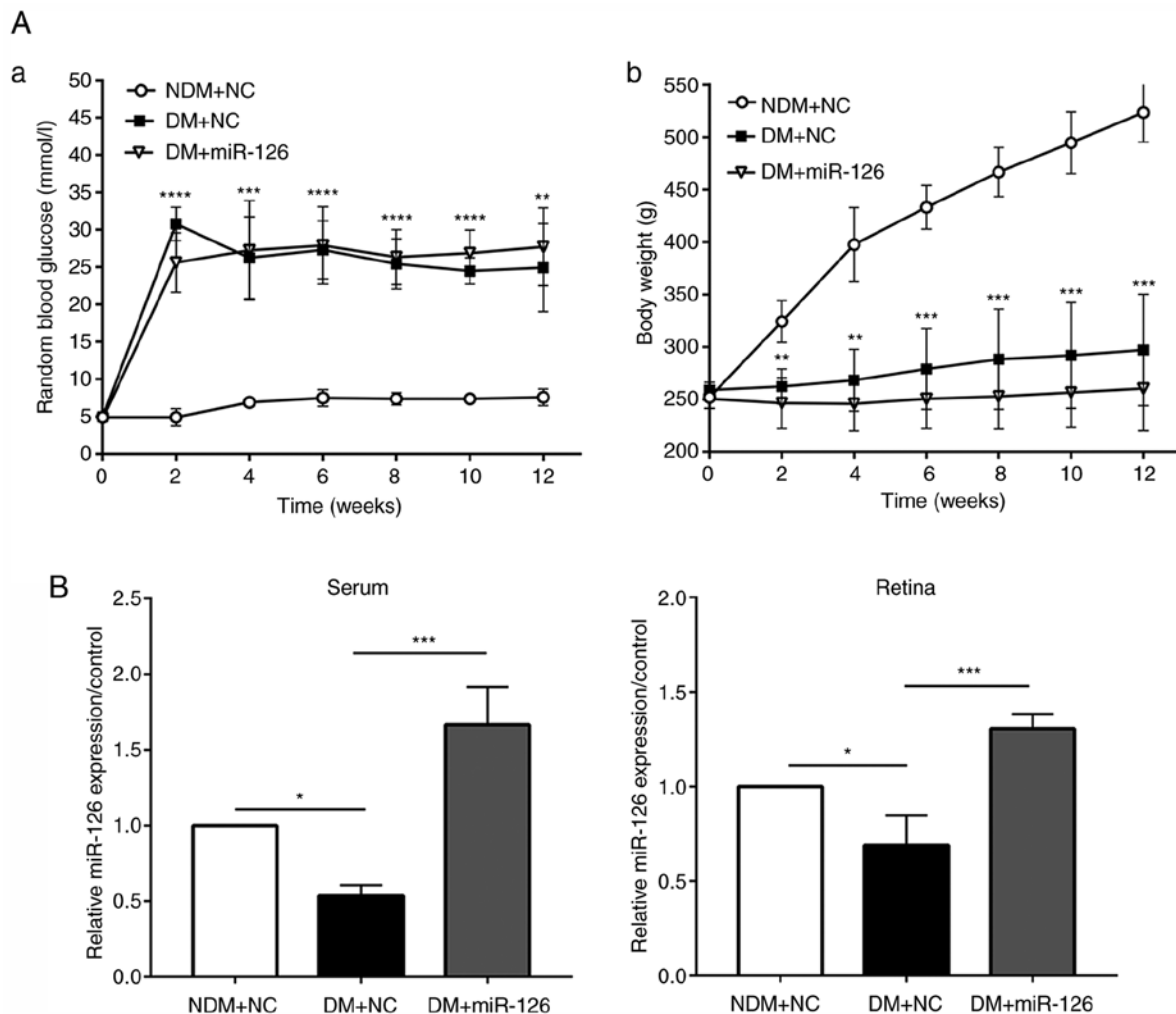 A
a
NDM+NC
DM+NC
DM+miR-126
Random blood glucose (mmol/l)
50
45
40
35
30
25
20
15
10
5
0
****
***
****
****
****
**
0 2 4 6 8 10 12
Time (weeks)
b
NDM+NC
DM+NC
DM+miR-126
Body weight (g)
550
500
450
400
350
300
250
200
**
**
***
***
***
***
0 2 4 6 8 10 12
Time (weeks)
B
Serum
Relative miR-126 expression/control
2.5
2.0
1.5
1.0
0.5
0.0
*
***
NDM+NC DM+NC DM+miR-126
Retina
Relative miR-126 expression/control
2.0
1.5
1.0
0.5
0.0
*
***
NDM+NC DM+NC DM+miR-126